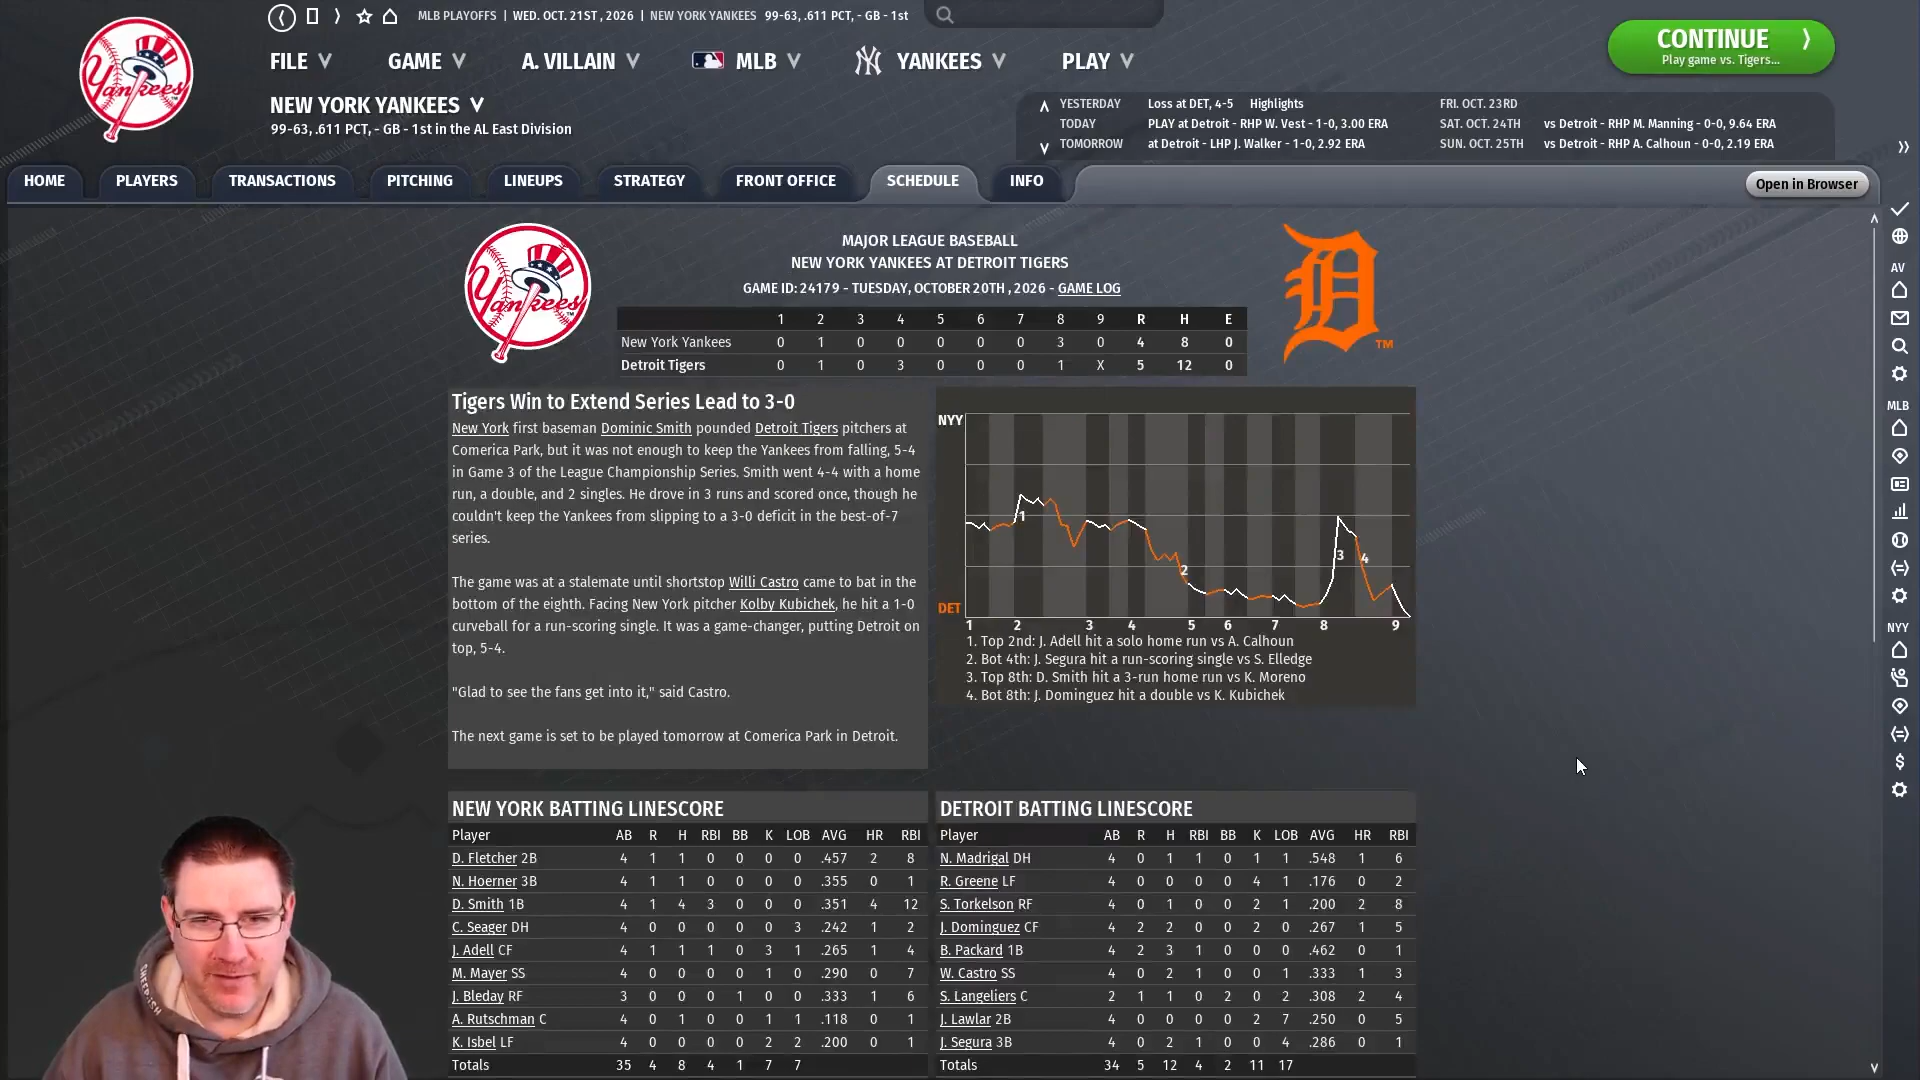 MLB PLAYOFFS | WED. OCT. 21ST , 2026 | NEW YORK YANKEES 99-63, .611 PCT, - GB - 1st
FILE GAME A. VILLAIN MLB YANKEES PLAY
CONTINUE
Play game vs. Tigers...
Yankees
NEW YORK YANKEES
99-63, .611 PCT, - GB - 1st in the AL East Division
YESTERDAY Loss at DET, 4-5 Highlights FRI. OCT. 23RD
TODAY PLAY at Detroit - RHP W. Vest - 1-0, 3.00 ERA SAT. OCT. 24TH vs Detroit - RHP M. Manning - 0-0, 9.64 ERA
TOMORROW at Detroit - LHP J. Walker - 1-0, 2.92 ERA SUN. OCT. 25TH vs Detroit - RHP A. Calhoun - 0-0, 2.19 ERA
HOME PLAYERS TRANSACTIONS PITCHING LINEUPS STRATEGY FRONT OFFICE SCHEDULE INFO Open in Browser
Yankees
MAJOR LEAGUE BASEBALL
NEW YORK YANKEES AT DETROIT TIGERS
GAME ID: 24179 - TUESDAY, OCTOBER 20TH , 2026 - GAME LOG
D TM
1 2 3 4 5 6 7 8 9 R H E
New York Yankees 0 1 0 0 0 0 0 3 0 4 8 0
Detroit Tigers 0 1 0 3 0 0 0 1 X 5 12 0
Tigers Win to Extend Series Lead to 3-0
New York first baseman Dominic Smith pounded Detroit Tigers pitchers at
Comerica Park, but it was not enough to keep the Yankees from falling, 5-4
in Game 3 of the League Championship Series. Smith went 4-4 with a home
run, a double, and 2 singles. He drove in 3 runs and scored once, though he
couldn't keep the Yankees from slipping to a 3-0 deficit in the best-of-7
series.
The game was at a stalemate until shortstop Willi Castro came to bat in the
bottom of the eighth. Facing New York pitcher Kolby Kubichek, he hit a 1-0
curveball for a run-scoring single. It was a game-changer, putting Detroit on
top, 5-4.
"Glad to see the fans get into it," said Castro.
The next game is set to be played tomorrow at Comerica Park in Detroit.
NYY
1
2
3
4
DET
1 2 3 4 5 6 7 8 9
1. Top 2nd: J. Adell hit a solo home run vs A. Calhoun
2. Bot 4th: J. Segura hit a run-scoring single vs S. Elledge
3. Top 8th: D. Smith hit a 3-run home run vs K. Moreno
4. Bot 8th: J. Dominguez hit a double vs K. Kubichek
NEW YORK BATTING LINESCORE
Player AB R H RBI BB K LOB AVG HR RBI
D. Fletcher 2B 4 1 1 0 0 0 0 .457 2 8
N. Hoerner 3B 4 1 1 0 0 0 0 .355 0 1
D. Smith 1B 4 1 4 3 0 0 0 .351 4 12
C. Seager DH 4 0 0 0 0 0 3 .242 1 2
J. Adell CF 4 1 1 1 0 3 1 .265 1 4
M. Mayer SS 4 0 0 0 0 1 0 .290 0 7
J. Bleday RF 3 0 0 0 1 0 0 .333 1 6
A. Rutschman C 4 0 1 0 0 1 1 .118 0 1
K. Isbel LF 4 0 0 0 0 2 2 .200 0 1
Totals 35 4 8 4 1 7 7
DETROIT BATTING LINESCORE
Player AB R H RBI BB K LOB AVG HR RBI
N. Madrigal DH 4 0 1 1 0 1 1 .548 1 6
R. Greene LF 4 0 0 0 0 4 1 .176 0 2
S. Torkelson RF 4 0 1 0 0 2 1 .200 2 8
J. Dominguez CF 4 2 2 0 0 2 0 .267 1 5
B. Packard 1B 4 2 3 1 0 0 0 .462 0 1
W. Castro SS 4 0 2 1 0 0 1 .333 1 3
S. Langeliers C 2 1 1 0 2 0 2 .308 2 4
J. Lawlar 2B 4 0 0 0 0 2 7 .250 0 5
J. Segura 3B 4 0 2 1 0 0 4 .286 0 1
Totals 34 5 12 4 2 11 17
AV
MLB
NYY
$
SHEEPISH